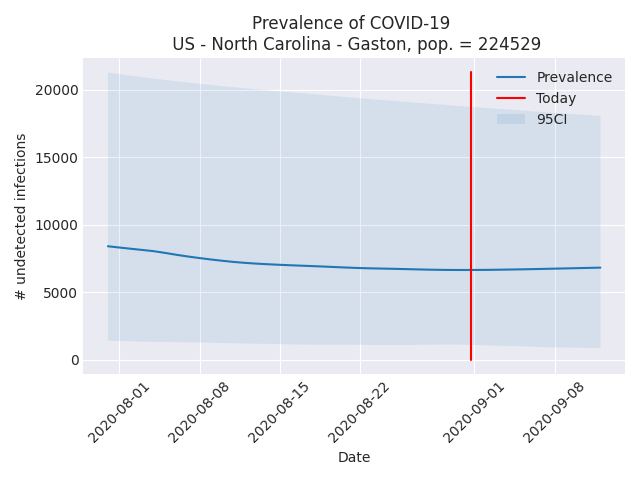 Prevalence of COVID-19
US - North Carolina - Gaston, pop. = 224529
Prevalence
Today
95CI
20000
15000
10000
5000
0
# undetected infections
2020-08-01
2020-08-08
2020-08-15
2020-08-22
2020-09-01
2020-09-08
Date